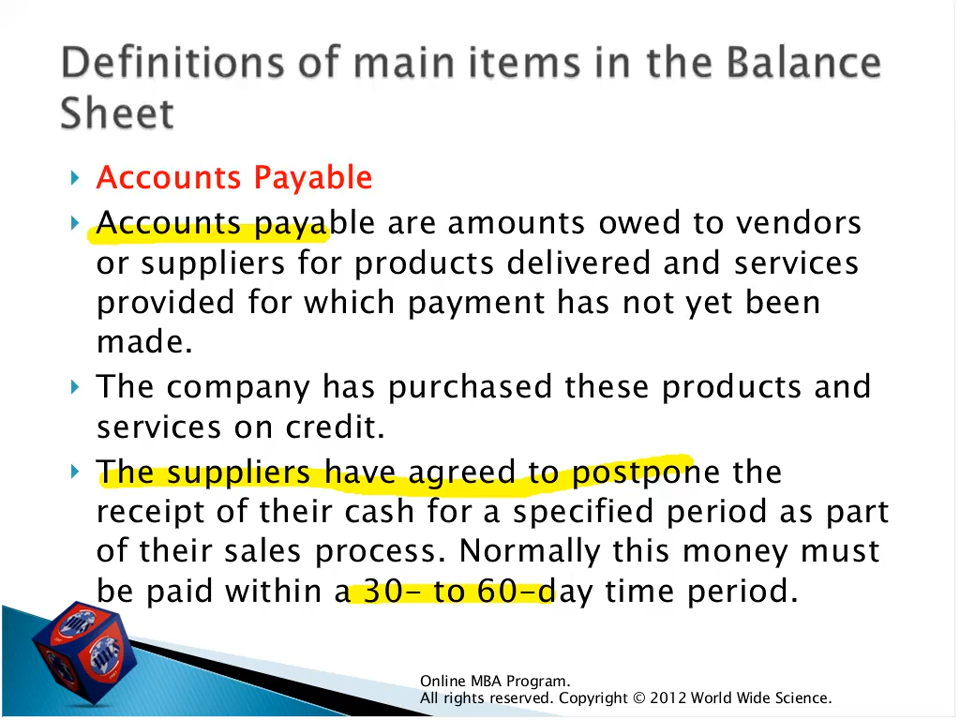 Definitions of main items in the Balance
Sheet
Accounts Payable
Accounts payable are amounts owed to vendors
or suppliers for products delivered and services
provided for which payment has not yet been
made.
The company has purchased these products and
services on credit.
The suppliers have agreed to postpone the
receipt of their cash for a specified period as part
of their sales process. Normally this money must
be paid within a 30- to 60-day time period.
Online MBA Program.
All rights reserved. Copyright © 2012 World Wide Science.